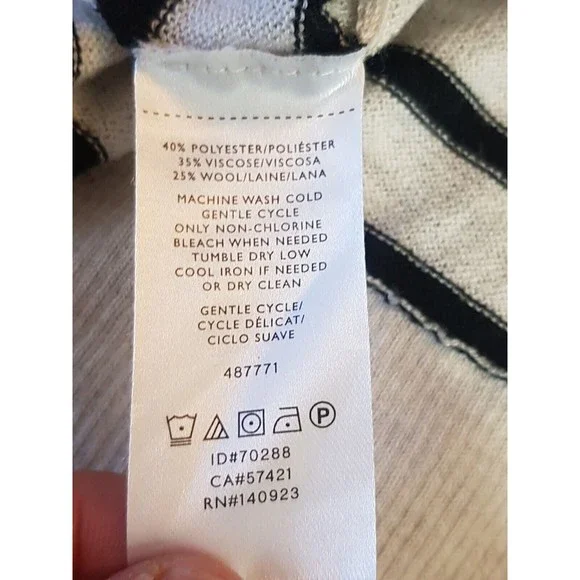 40% POLYESTER/POLIÉSTER
35% VISCOSE/VISCOSA
25% WOOL/LAINE/LANA
MACHINE WASH COLD
GENTLE CYCLE
ONLY NON-CHLORINE
BLEACH WHEN NEEDED
TUMBLE DRY LOW
COOL IRON IF NEEDED
OR DRY CLEAN
GENTLE CYCLE/
CYCLE DÉLICAT/
CICLO SUAVE
487771
P
ID#70288
CA#57421
RN#140923